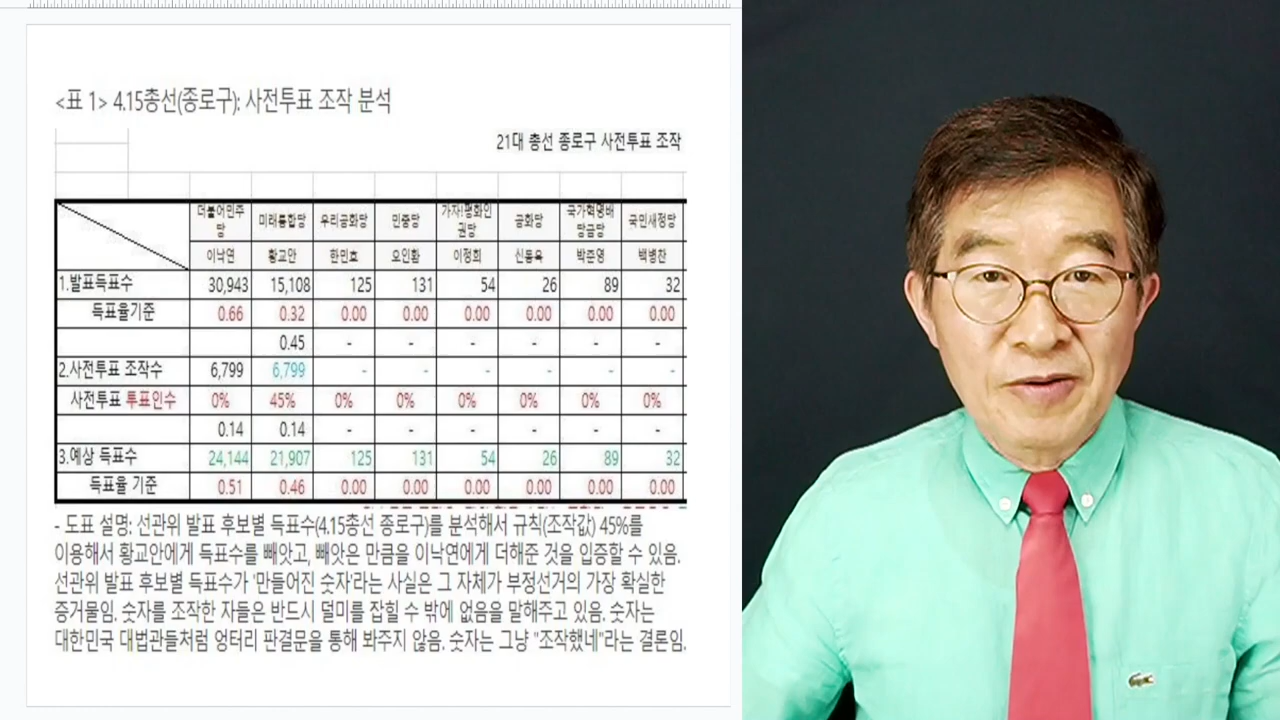 <표 1> 4.15총선(종로구): 사전투표 조작 분석
21대 총선 종로구 사전투표 조작
더불어민주당 미래통합당 우리공화당 민중당 가자!평화인권당 공화당 국가혁명배당금당 국민새정당
이낙연 황교안 한민호 오인환 이정희 신동욱 박준영 백병찬
1.발표득표수 30,943 15,108 125 131 54 26 89 32
득표율기준 0.66 0.32 0.00 0.00 0.00 0.00 0.00 0.00
0.45 - - - - - -
2.사전투표 조작수 6,799 6,799 - - - - - -
사전투표 투표인수 0% 45% 0% 0% 0% 0% 0% 0%
0.14 0.14 - - - - - -
3.예상 득표수 24,144 21,907 125 131 54 26 89 32
득표율 기준 0.51 0.46 0.00 0.00 0.00 0.00 0.00 0.00
- 도표 설명: 선관위 발표 후보별 득표수(4.15총선 종로구)를 분석해서 규칙(조작값) 45%를
이용해서 황교안에게 득표수를 빼앗고, 빼앗은 만큼을 이낙연에게 더해준 것을 입증할 수 있음.
선관위 발표 후보별 득표수가 '만들어진 숫자'라는 사실은 그 자체가 부정선거의 가장 확실한
증거물임. 숫자를 조작한 자들은 반드시 덜미를 잡힐 수 밖에 없음을 말해주고 있음. 숫자는
대한민국 대법관들처럼 엉터리 판결문을 통해 봐주지 않음. 숫자는 그냥 "조작했네"라는 결론임.